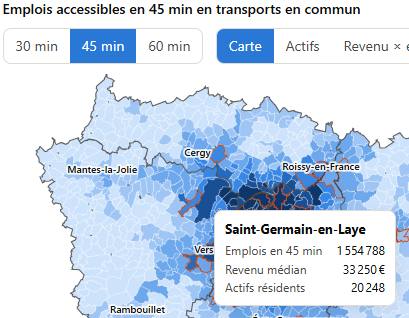 Emplois accessibles en 45 min en transports en commun
30 min 45 min 60 min Carte Actifs Revenu ×
Cergy
Roissy-en-France
Mantes-la-Jolie
Saint-Germain-en-Laye
Vers
Emplois en 45 min 1 554 788
Revenu médian 33 250 €
Actifs résidents 20 248
Rambouillet